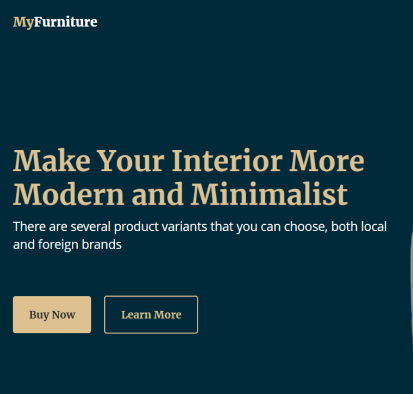 MyFurniture
Make Your Interior More
Modern and Minimalist
There are several product variants that you can choose, both local
and foreign brands
Buy Now
Learn More